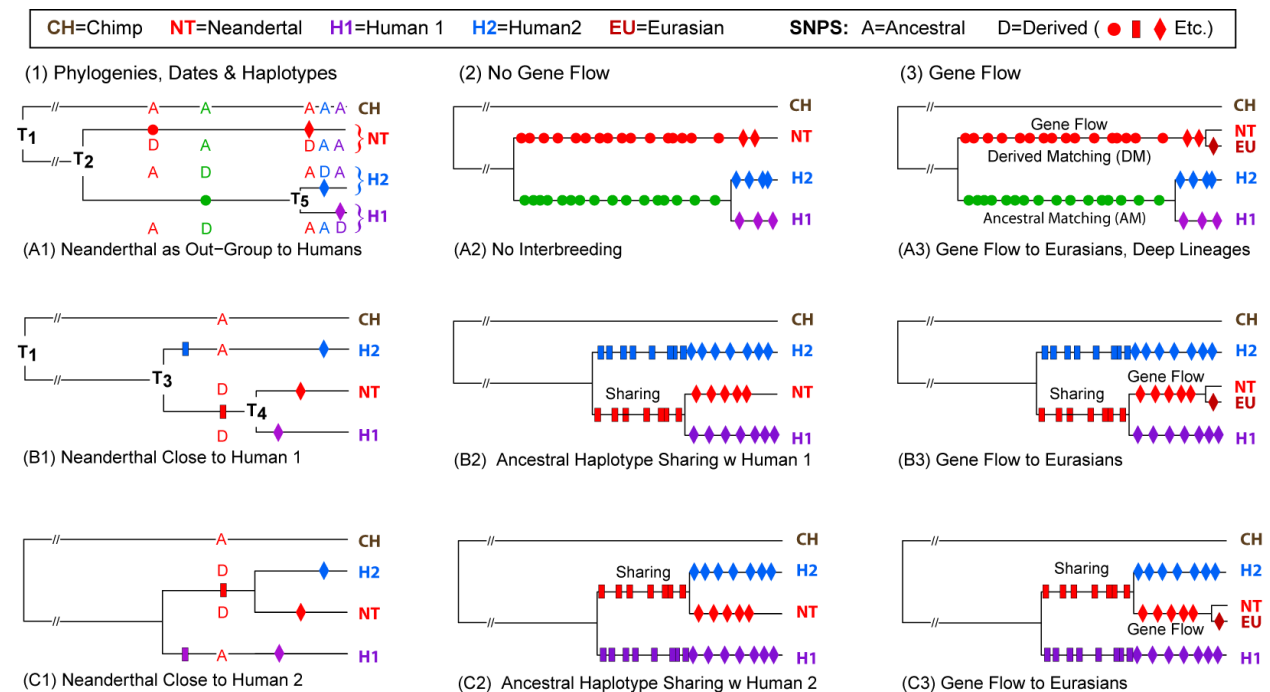 CH=Chimp NT=Neandertal H1=Human 1 H2=Human2 EU=Eurasian SNPS: A=Ancestral D=Derived ( Etc.)
(1) Phylogenies, Dates & Haplotypes
(2) No Gene Flow
(3) Gene Flow
A A A A A CH
T1
T2
D A D A A NT
A D A D A H2
T5
A D A A D H1
(A1) Neanderthal as Out-Group to Humans
CH
NT
H2
H1
(A2) No Interbreeding
CH
Gene Flow
NT
EU
Derived Matching (DM)
H2
Ancestral Matching (AM)
H1
(A3) Gene Flow to Eurasians, Deep Lineages
A CH
T1
A H2
T3
D NT
T4
D H1
(B1) Neanderthal Close to Human 1
CH
H2
Sharing NT
H1
(B2) Ancestral Haplotype Sharing w Human 1
CH
H2
Gene Flow
Sharing NT
EU
H1
(B3) Gene Flow to Eurasians
A CH
D H2
D NT
A H1
(C1) Neanderthal Close to Human 2
CH
Sharing H2
NT
H1
(C2) Ancestral Haplotype Sharing w Human 2
CH
Sharing H2
NT
EU
Gene Flow
H1
(C3) Gene Flow to Eurasians